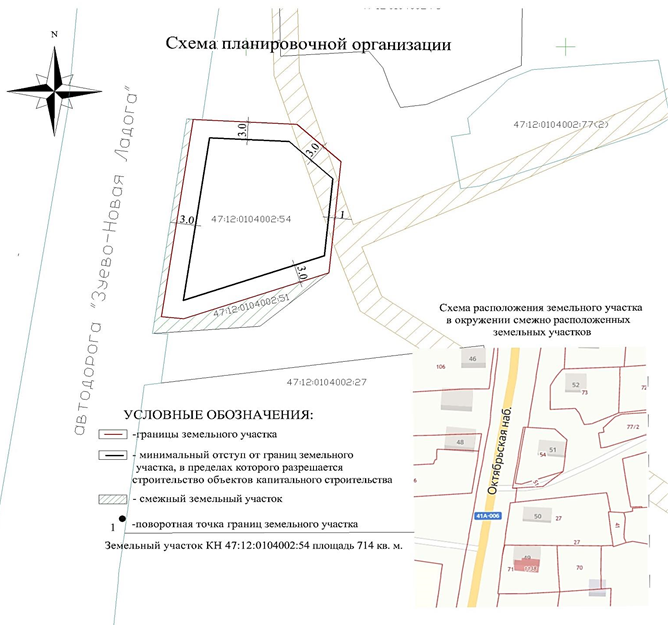 Схема планировочной организации
N
47:12:0104002:77(2)
3.0
3.0
3.0
47:12:0104002:54
1
3.0
47:12:0104002:51
автодорога "Зуево-Новая Ладога"
47:12:0104002:27
Схема расположения земельного участка
в окружении смежно расположенных
земельных участков
УСЛОВНЫЕ ОБОЗНАЧЕНИЯ:
-границы земельного участка
- минимальный отступ от границ земельного
участка, в пределах которого разрешается
строительство объектов капитального строительства
- смежный земельный участок
1 -поворотная точка границ земельного участка
Земельный участок КН 47:12:0104002:54 площадь 714 кв. м.
46
106
52
73
72
77/2
48
51
54
51
Октябрьская наб.
41А-006
50
27
27
41
49
71
70